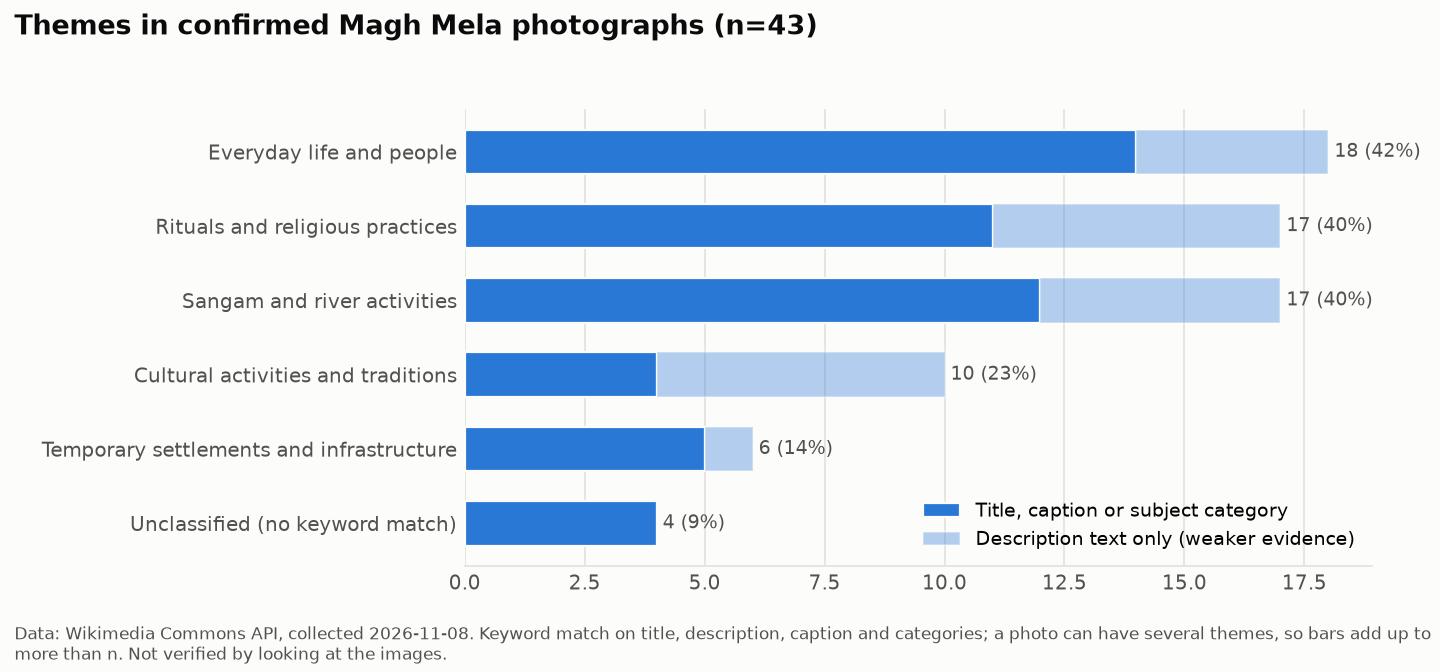 Themes in confirmed Magh Mela photographs (n=43)
Everyday life and people
18 (42%)
Rituals and religious practices
17 (40%)
Sangam and river activities
17 (40%)
Cultural activities and traditions
10 (23%)
Temporary settlements and infrastructure
6 (14%)
Unclassified (no keyword match)
4 (9%)
Title, caption or subject category
Description text only (weaker evidence)
0.0 2.5 5.0 7.5 10.0 12.5 15.0 17.5
Data: Wikimedia Commons API, collected 2026-11-08. Keyword match on title, description, caption and categories; a photo can have several themes, so bars add up to
more than n. Not verified by looking at the images.